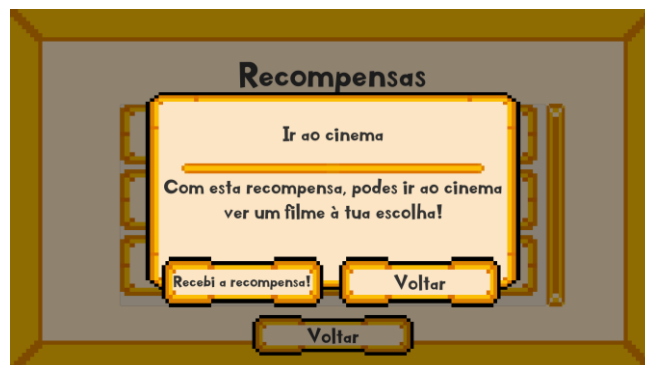 Recompensas
Ir ao cinema
Com esta recompensa, podes ir ao cinema
ver um filme à tua escolha!
Recebi a recompensa!
Voltar
Voltar